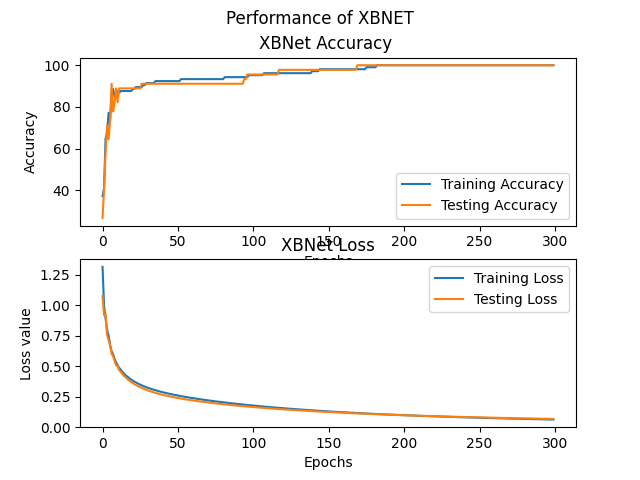 Performance of XBNET
XBNet Accuracy
100
80
60
40
Accuracy
Training Accuracy
Testing Accuracy
0 50 100 150 200 250 300
Epochs
XBNet Loss
1.25
1.00
0.75
0.50
0.25
0.00
Loss value
Training Loss
Testing Loss
0 50 100 150 200 250 300
Epochs